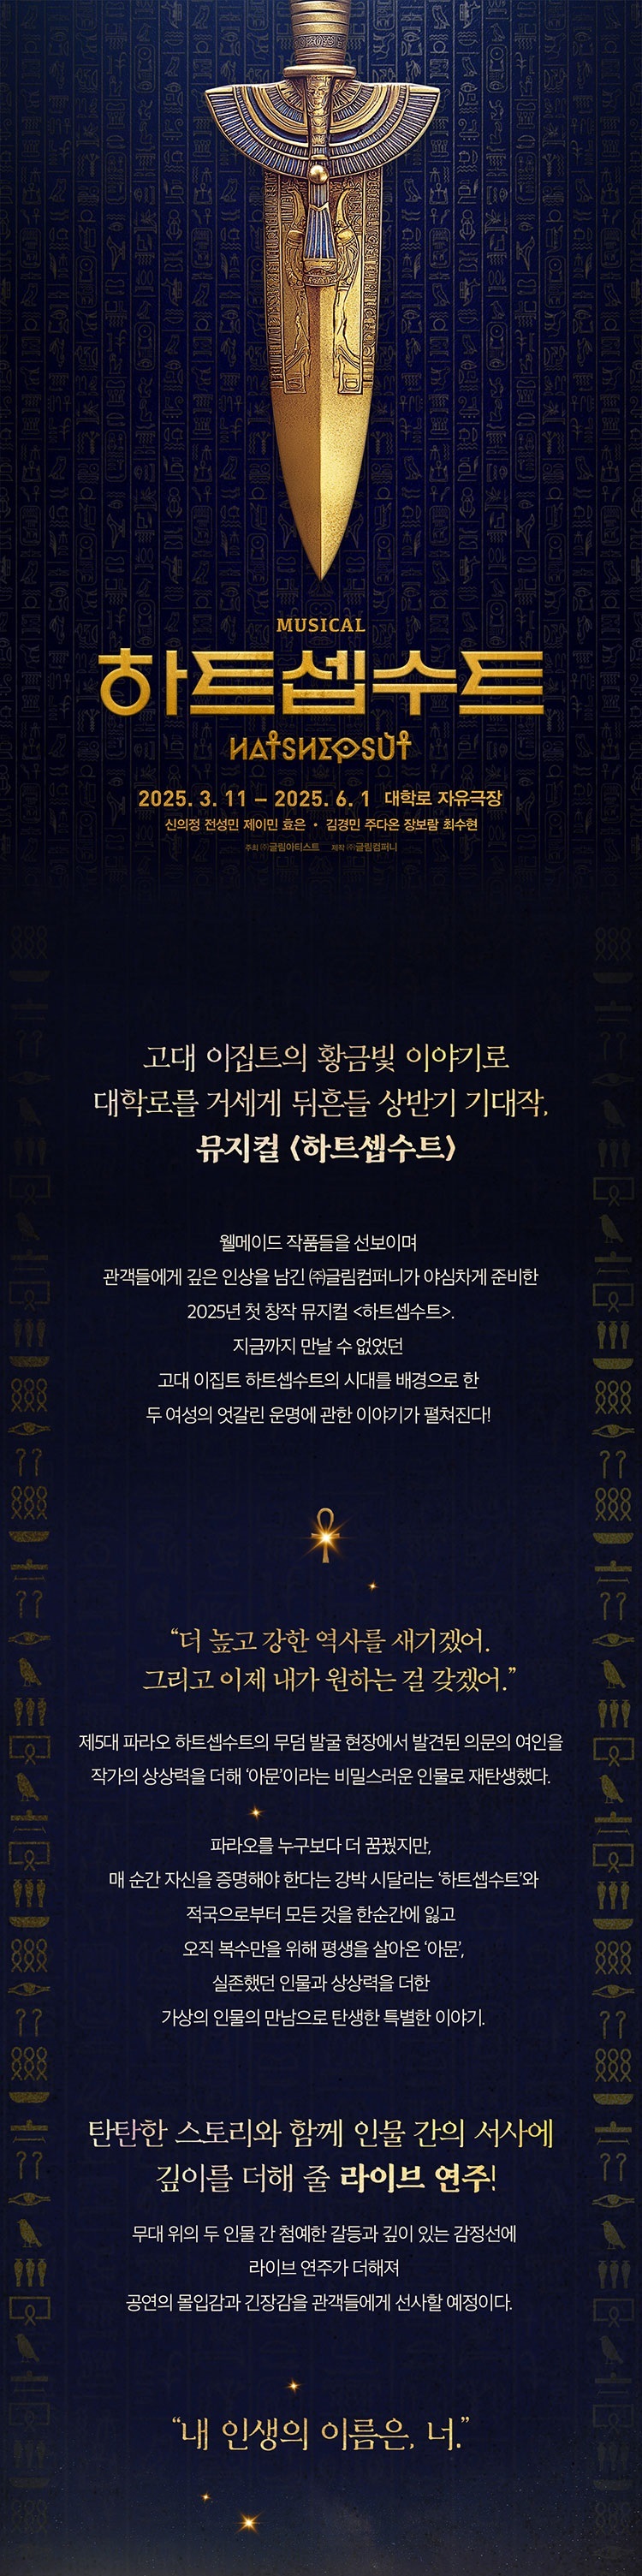 MUSICAL
하트셉수트
HATSHEPSUT
2025. 3. 11 – 2025. 6. 1 대학로 자유극장
신의정 전성민 제이민 효은 • 김경민 주다온 장보람 최수현
주최 ㈜글림아티스트 제작 ㈜글림컴퍼니
고대 이집트의 황금빛 이야기로
대학로를 거세게 뒤흔들 상반기 기대작,
뮤지컬 〈하트셉수트〉
웰메이드 작품들을 선보이며
관객들에게 깊은 인상을 남긴 ㈜글림컴퍼니가 야심차게 준비한
2025년 첫 창작 뮤지컬 <하트셉수트>.
지금까지 만날 수 없었던
고대 이집트 하트셉수트의 시대를 배경으로 한
두 여성의 엇갈린 운명에 관한 이야기가 펼쳐진다!
“더 높고 강한 역사를 새기겠어.
그리고 이제 내가 원하는 걸 갖겠어.”
제5대 파라오 하트셉수트의 무덤 발굴 현장에서 발견된 의문의 여인을
작가의 상상력을 더해 ‘아문’이라는 비밀스러운 인물로 재탄생했다.
파라오를 누구보다 더 꿈꿨지만,
매 순간 자신을 증명해야 한다는 강박 시달리는 ‘하트셉수트’와
적국으로부터 모든 것을 한순간에 잃고
오직 복수만을 위해 평생을 살아온 ‘아문’,
실존했던 인물과 상상력을 더한
가상의 인물의 만남으로 탄생한 특별한 이야기.
탄탄한 스토리와 함께 인물 간의 서사에
깊이를 더해 줄 라이브 연주!
무대 위의 두 인물 간 첨예한 갈등과 깊이 있는 감정선에
라이브 연주가 더해져
공연의 몰입감과 긴장감을 관객들에게 선사할 예정이다.
“내 인생의 이름은, 너.”